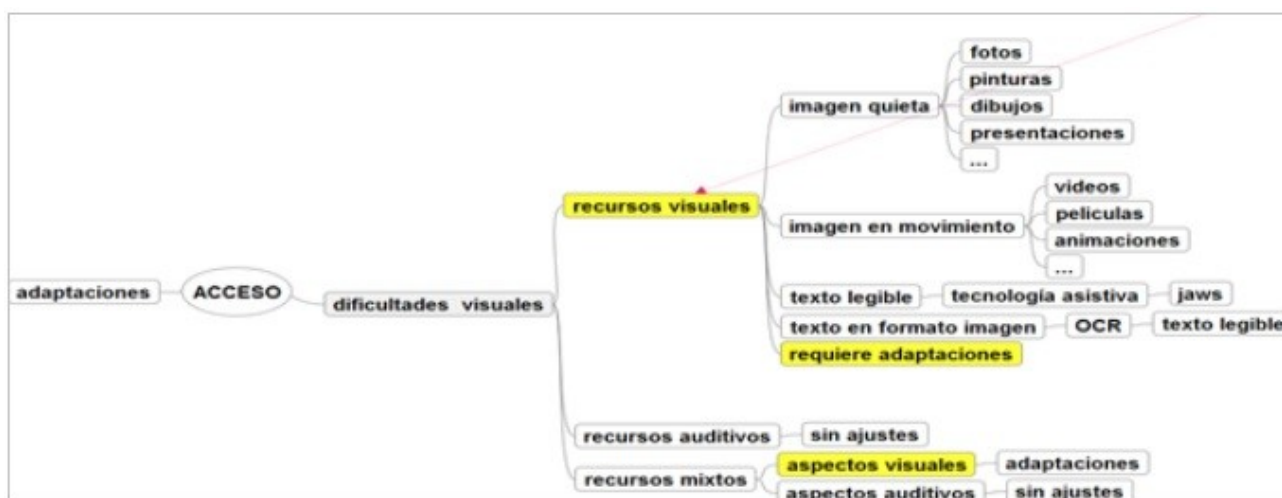 adaptaciones
ACCESO
dificultades visuales
recursos visuales
imagen quieta
fotos
pinturas
dibujos
presentaciones
...
imagen en movimiento
videos
peliculas
animaciones
...
texto legible
tecnología asistiva
jaws
texto en formato imagen
OCR
texto legible
requiere adaptaciones
recursos auditivos
sin ajustes
recursos mixtos
aspectos visuales
adaptaciones
aspectos auditivos
sin ajustes